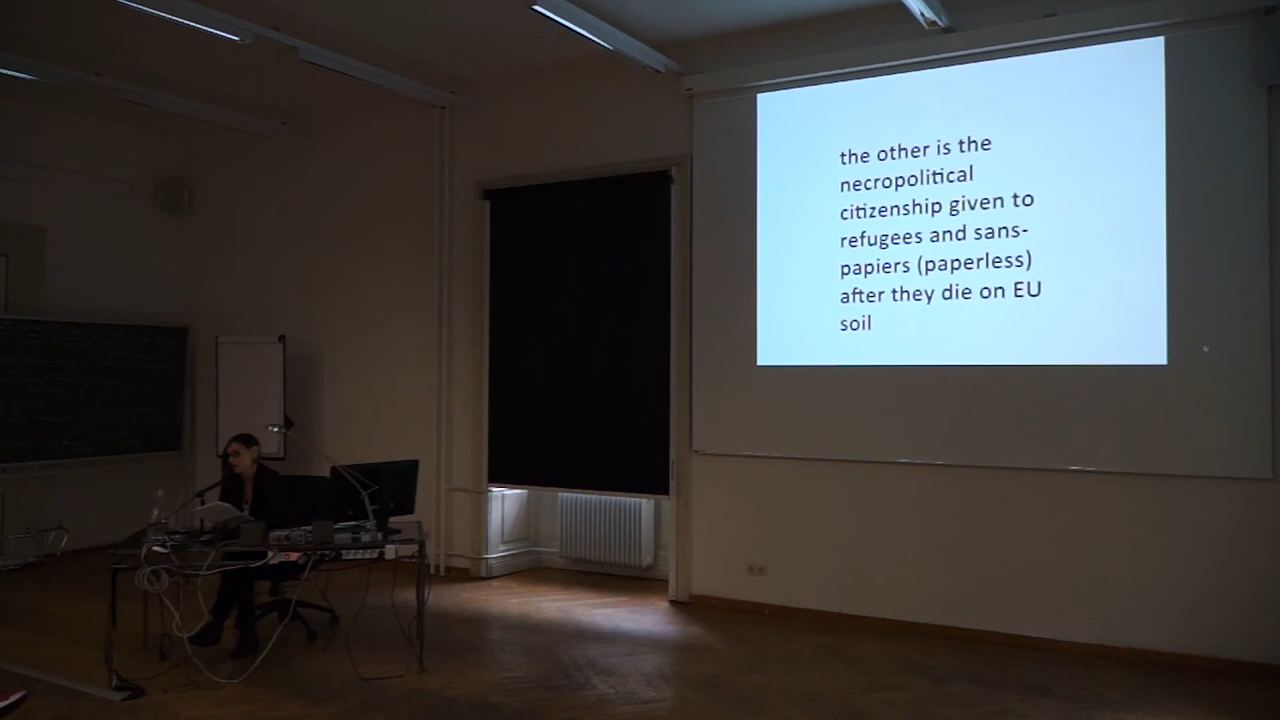 the other is the
necropolitical
citizenship given to
refugees and sans-
papiers (paperless)
after they die on EU
soil